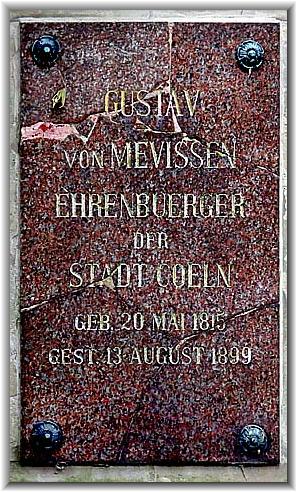 GUSTAV
VON MEVISSEN
EHRENBUERGER
DER
STADT COELN
GEB. 20 MAI 1815
GEST. 13 AUGUST 1899